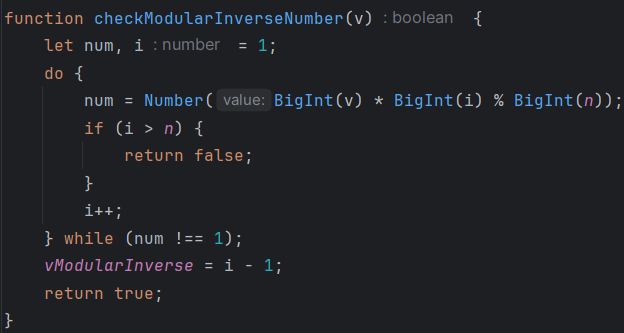 function checkModularInverseNumber(v) : boolean {
    let num, i : number = 1;
    do {
        num = Number( value: BigInt(v) * BigInt(i) % BigInt(n));
        if (i > n) {
            return false;
        }
        i++;
    } while (num !== 1);
    vModularInverse = i - 1;
    return true;
}